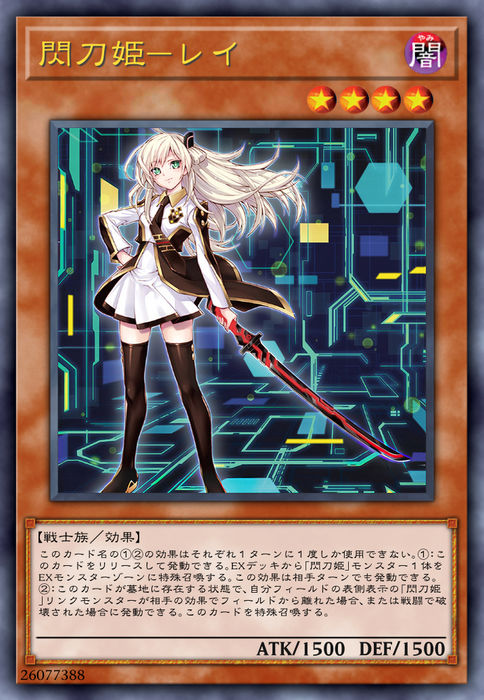 閃刀姫－レイ
やみ
闇
【戦士族／効果】
このカード名の①②の効果はそれぞれ１ターンに１度しか使用できない。①：こ
のカードをリリースして発動できる。EXデッキから「閃刀姫」モンスター１体を
EXモンスターゾーンに特殊召喚する。この効果は相手ターンでも発動できる。
②：このカードが墓地に存在する状態で、自分フィールドの表側表示の「閃刀姫
」リンクモンスターが相手の効果でフィールドから離れた場合、または戦闘で破
壊された場合に発動できる。このカードを特殊召喚する。
ATK/1500 DEF/1500
26077388